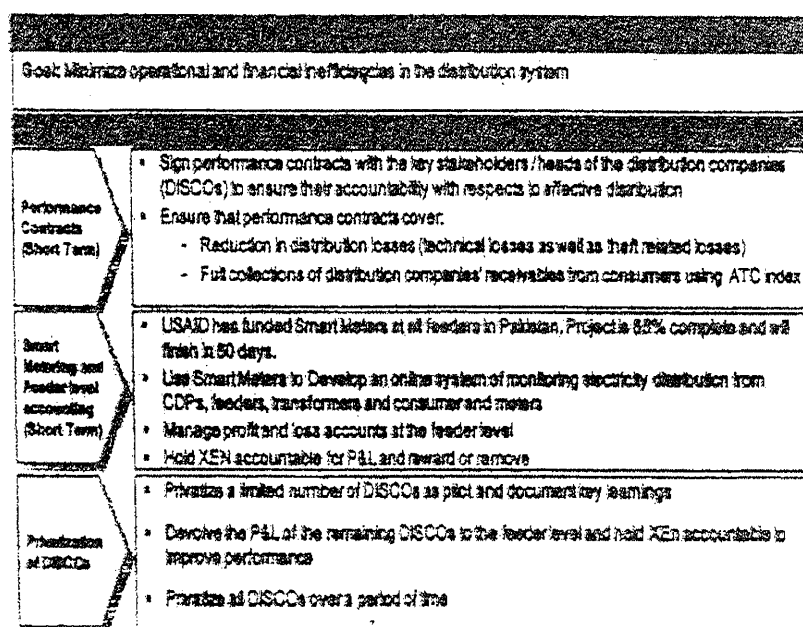 Goal: Minimize operational and financial inefficiencies in the distribution system
Performance
Contracts
(Short Term)
• Sign performance contracts with the key stakeholders / heads of the distribution companies
(DISCOs) to ensure their accountability with respects to effective distribution
• Ensure that performance contracts cover:
- Reduction in distribution losses (technical losses as well as theft related losses)
- Full collections of distribution companies' receivables from consumers using ATC index
Smart
Metering and
Feeder level
accounting
(Short Term)
• USAID has funded Smart Meters at all feeders in Pakistan, Project is complete and will
finish in days.
• Use Smart Meters to Develop an online system of monitoring electricity distribution from
CDPs, feeders, transformers and consumer and meters
• Manage profit and loss accounts at the feeder level
• Hold XEN accountable for P&L and reward or remove
Privatization
of DISCOs
• Privatize a limited number of DISCOs as pilot and document key learnings
• Devolve the P&L of the remaining DISCOs to the feeder level and hold XEn accountable to
improve performance
• Privatize all DISCOs over a period of time